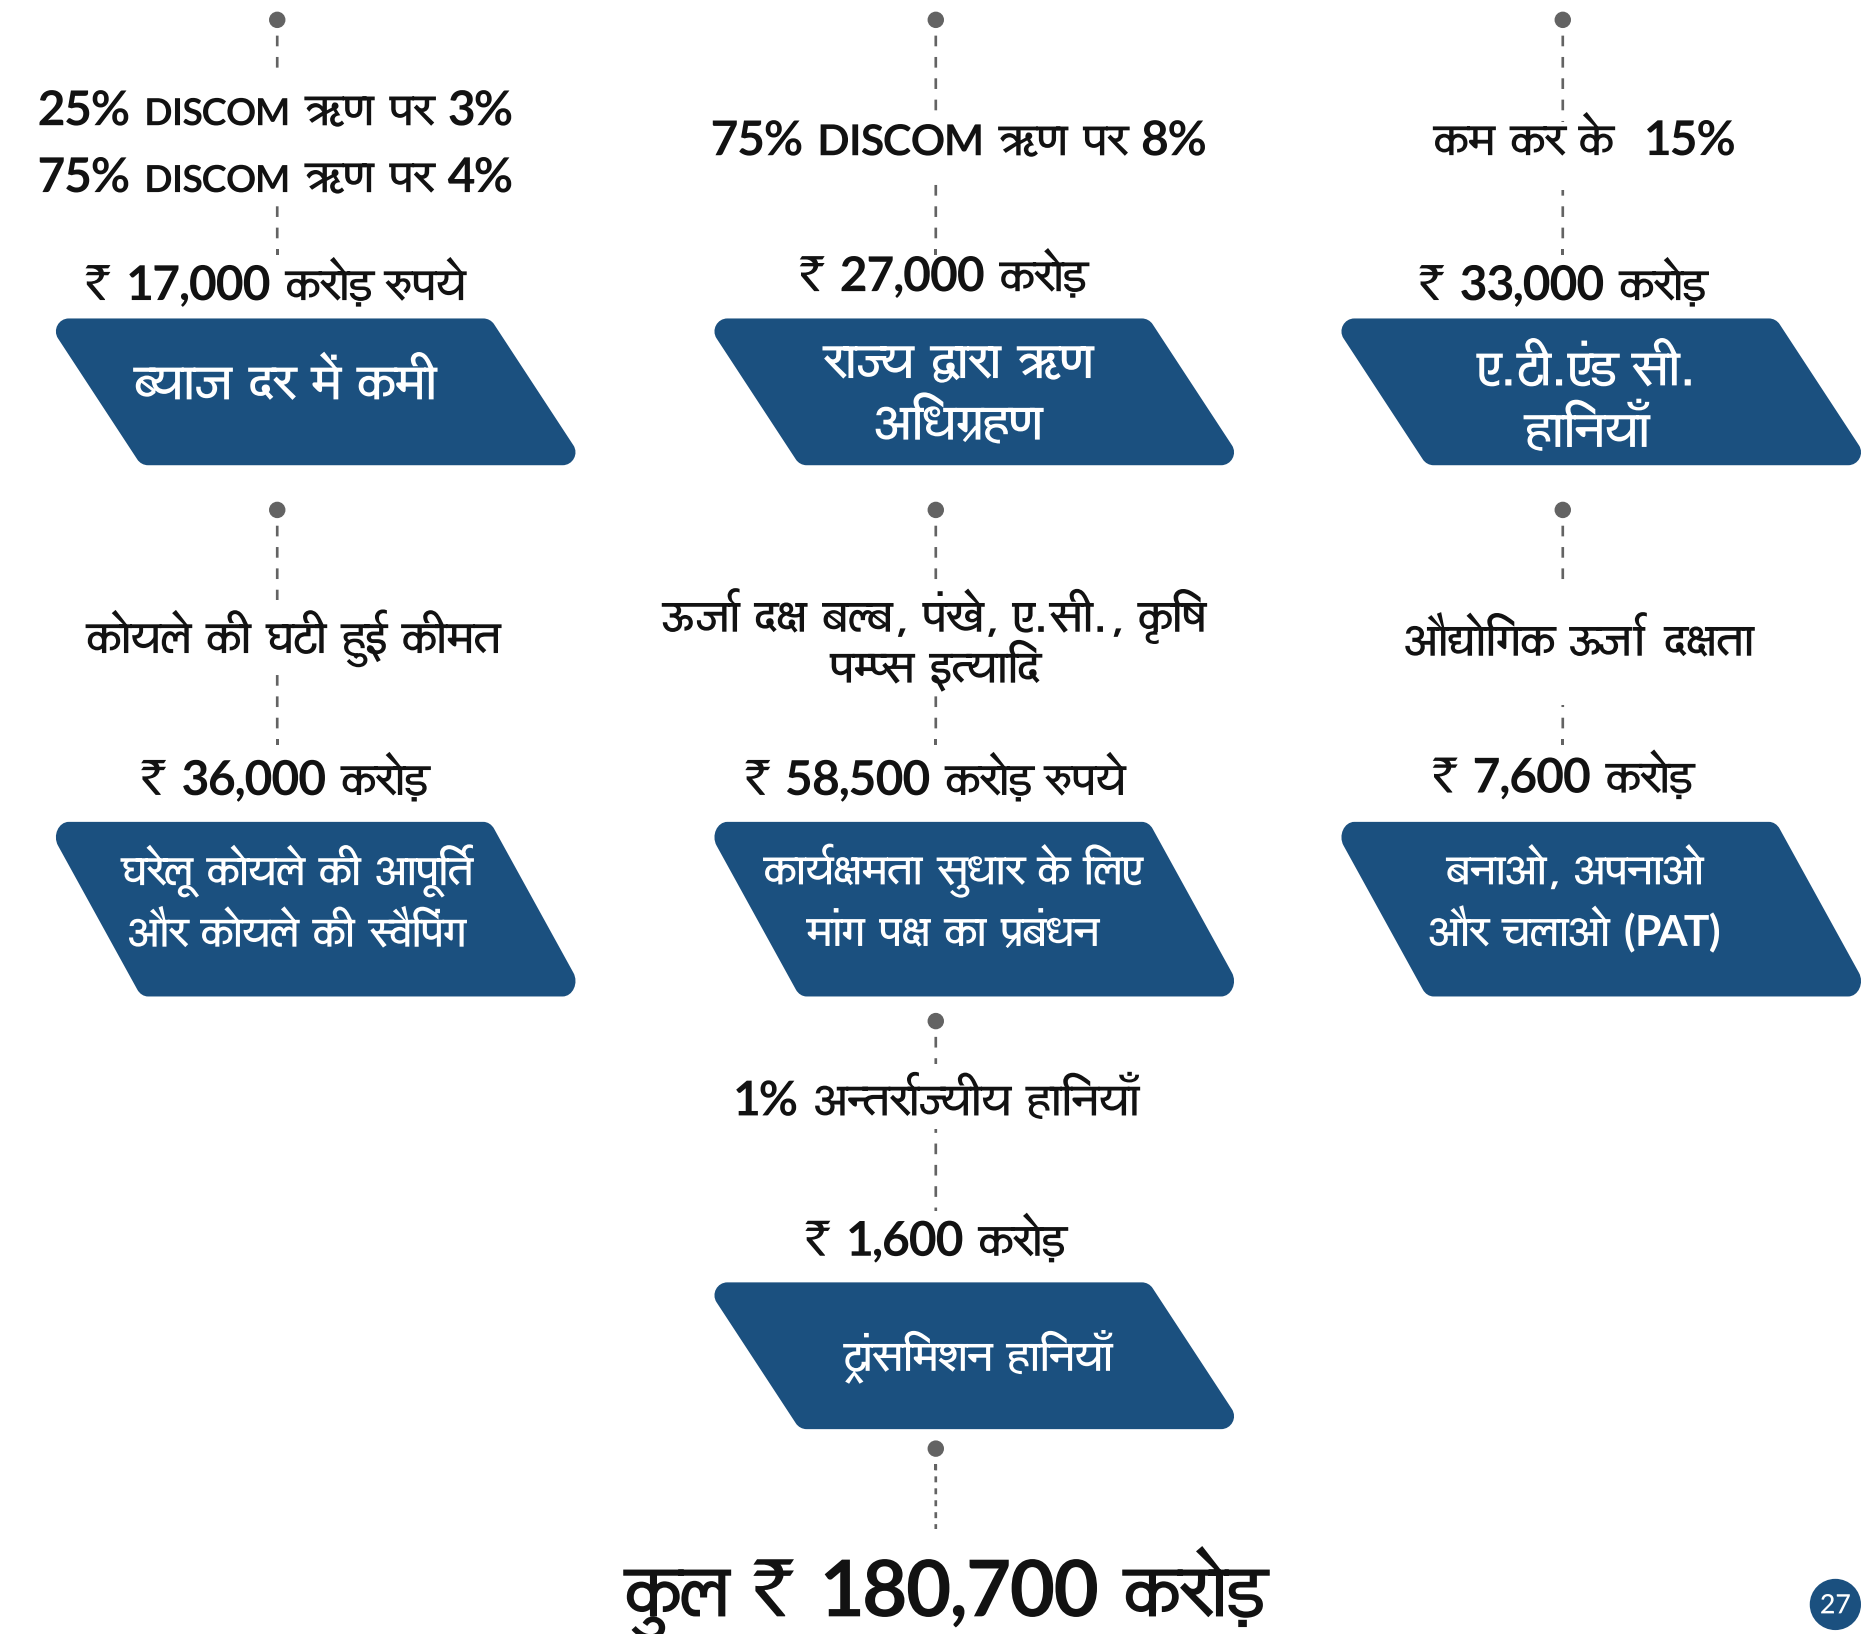 25% DISCOM ऋण पर 3%
75% DISCOM ऋण पर 4%
₹ 17,000 करोड़ रुपये
ब्याज दर में कमी
75% DISCOM ऋण पर 8%
₹ 27,000 करोड़
राज्य द्वारा ऋण
अधिग्रहण
कम कर के 15%
₹ 33,000 करोड़
ए.टी.एंड सी.
हानियाँ
कोयले की घटी हुई कीमत
₹ 36,000 करोड़
घरेलू कोयले की आपूर्ति
और कोयले की स्वैपिंग
ऊर्जा दक्ष बल्ब, पंखे, ए.सी., कृषि
पम्प्स इत्यादि
₹ 58,500 करोड़ रुपये
कार्यक्षमता सुधार के लिए
मांग पक्ष का प्रबंधन
औद्योगिक ऊर्जा दक्षता
₹ 7,600 करोड़
बनाओ, अपनाओ
और चलाओ (PAT)
1% अन्तर्राज्यीय हानियाँ
₹ 1,600 करोड़
ट्रांसमिशन हानियाँ
कुल ₹ 180,700 करोड़
27